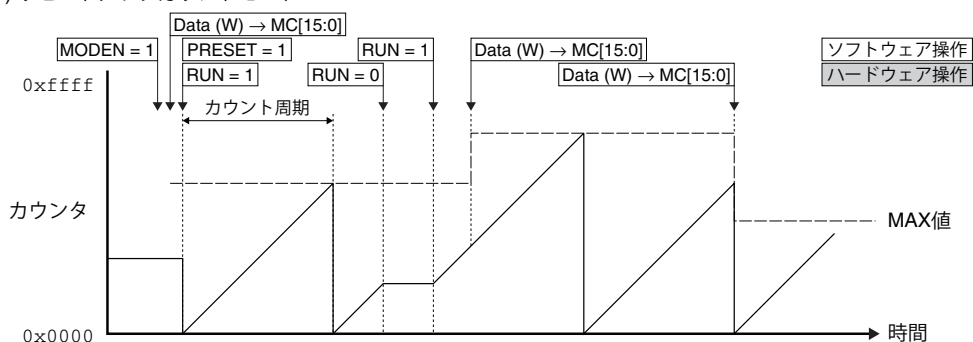 Data (W) → MC[15:0]
MODEN = 1
PRESET = 1
RUN = 1
Data (W) → MC[15:0]
ソフトウェア操作
RUN = 1
RUN = 0
Data (W) → MC[15:0]
ハードウェア操作
0xffff
カウント周期
カウンタ
MAX値
0x0000
時間